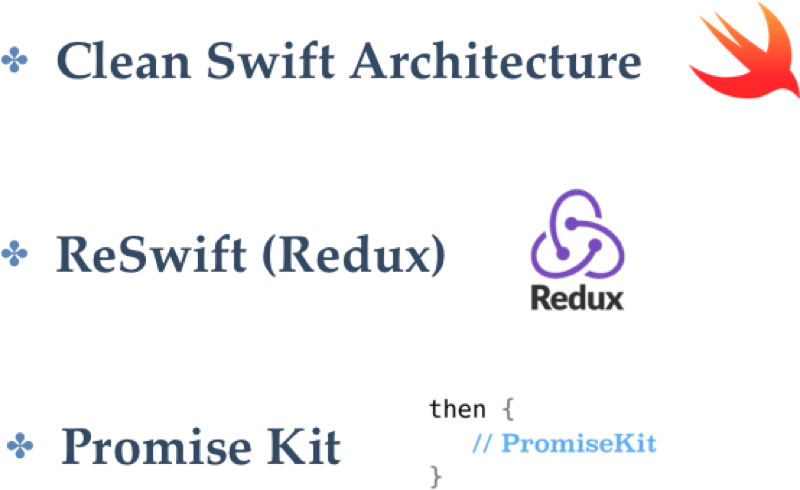 Clean Swift Architecture
ReSwift (Redux)
Redux
Promise Kit
then {
// PromiseKit
}